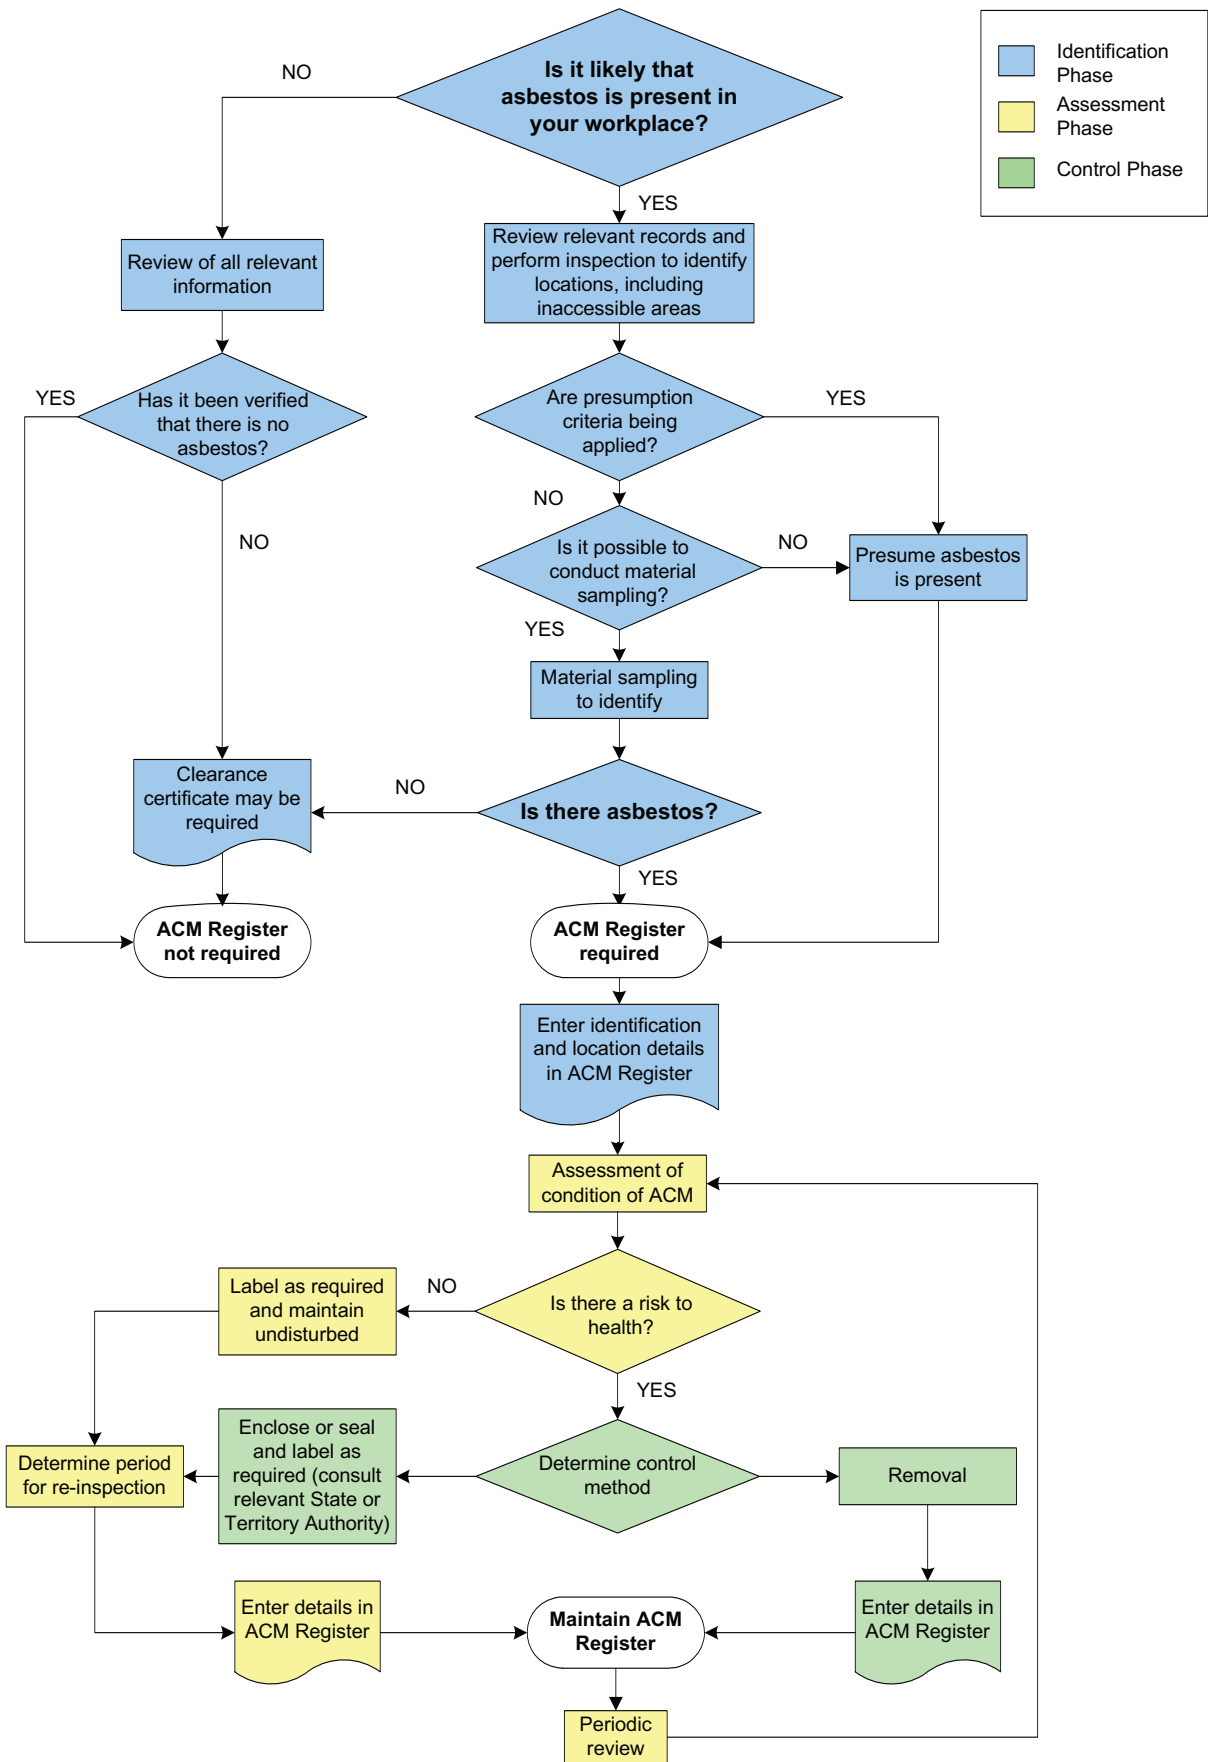 Is it likely that
asbestos is present in
your workplace?
NO
YES
Identification
Phase
Assessment
Phase
Control Phase
Review of all relevant
information
Review relevant records and
perform inspection to identify
locations, including
inaccessible areas
YES
Has it been verified
that there is no
asbestos?
NO
Are presumption
criteria being
applied?
YES
NO
Is it possible to
conduct material
sampling?
NO
Presume asbestos
is present
YES
Material sampling
to identify
Clearance
certificate may be
required
NO
Is there asbestos?
YES
ACM Register
not required
ACM Register
required
Enter identification
and location details
in ACM Register
Assessment of
condition of ACM
Label as required
and maintain
undisturbed
NO
Is there a risk to
health?
YES
Determine period
for re-inspection
Enclose or seal
and label as
required (consult
relevant State or
Territory Authority)
Determine control
method
Removal
Enter details in
ACM Register
Maintain ACM
Register
Enter details in
ACM Register
Periodic
review